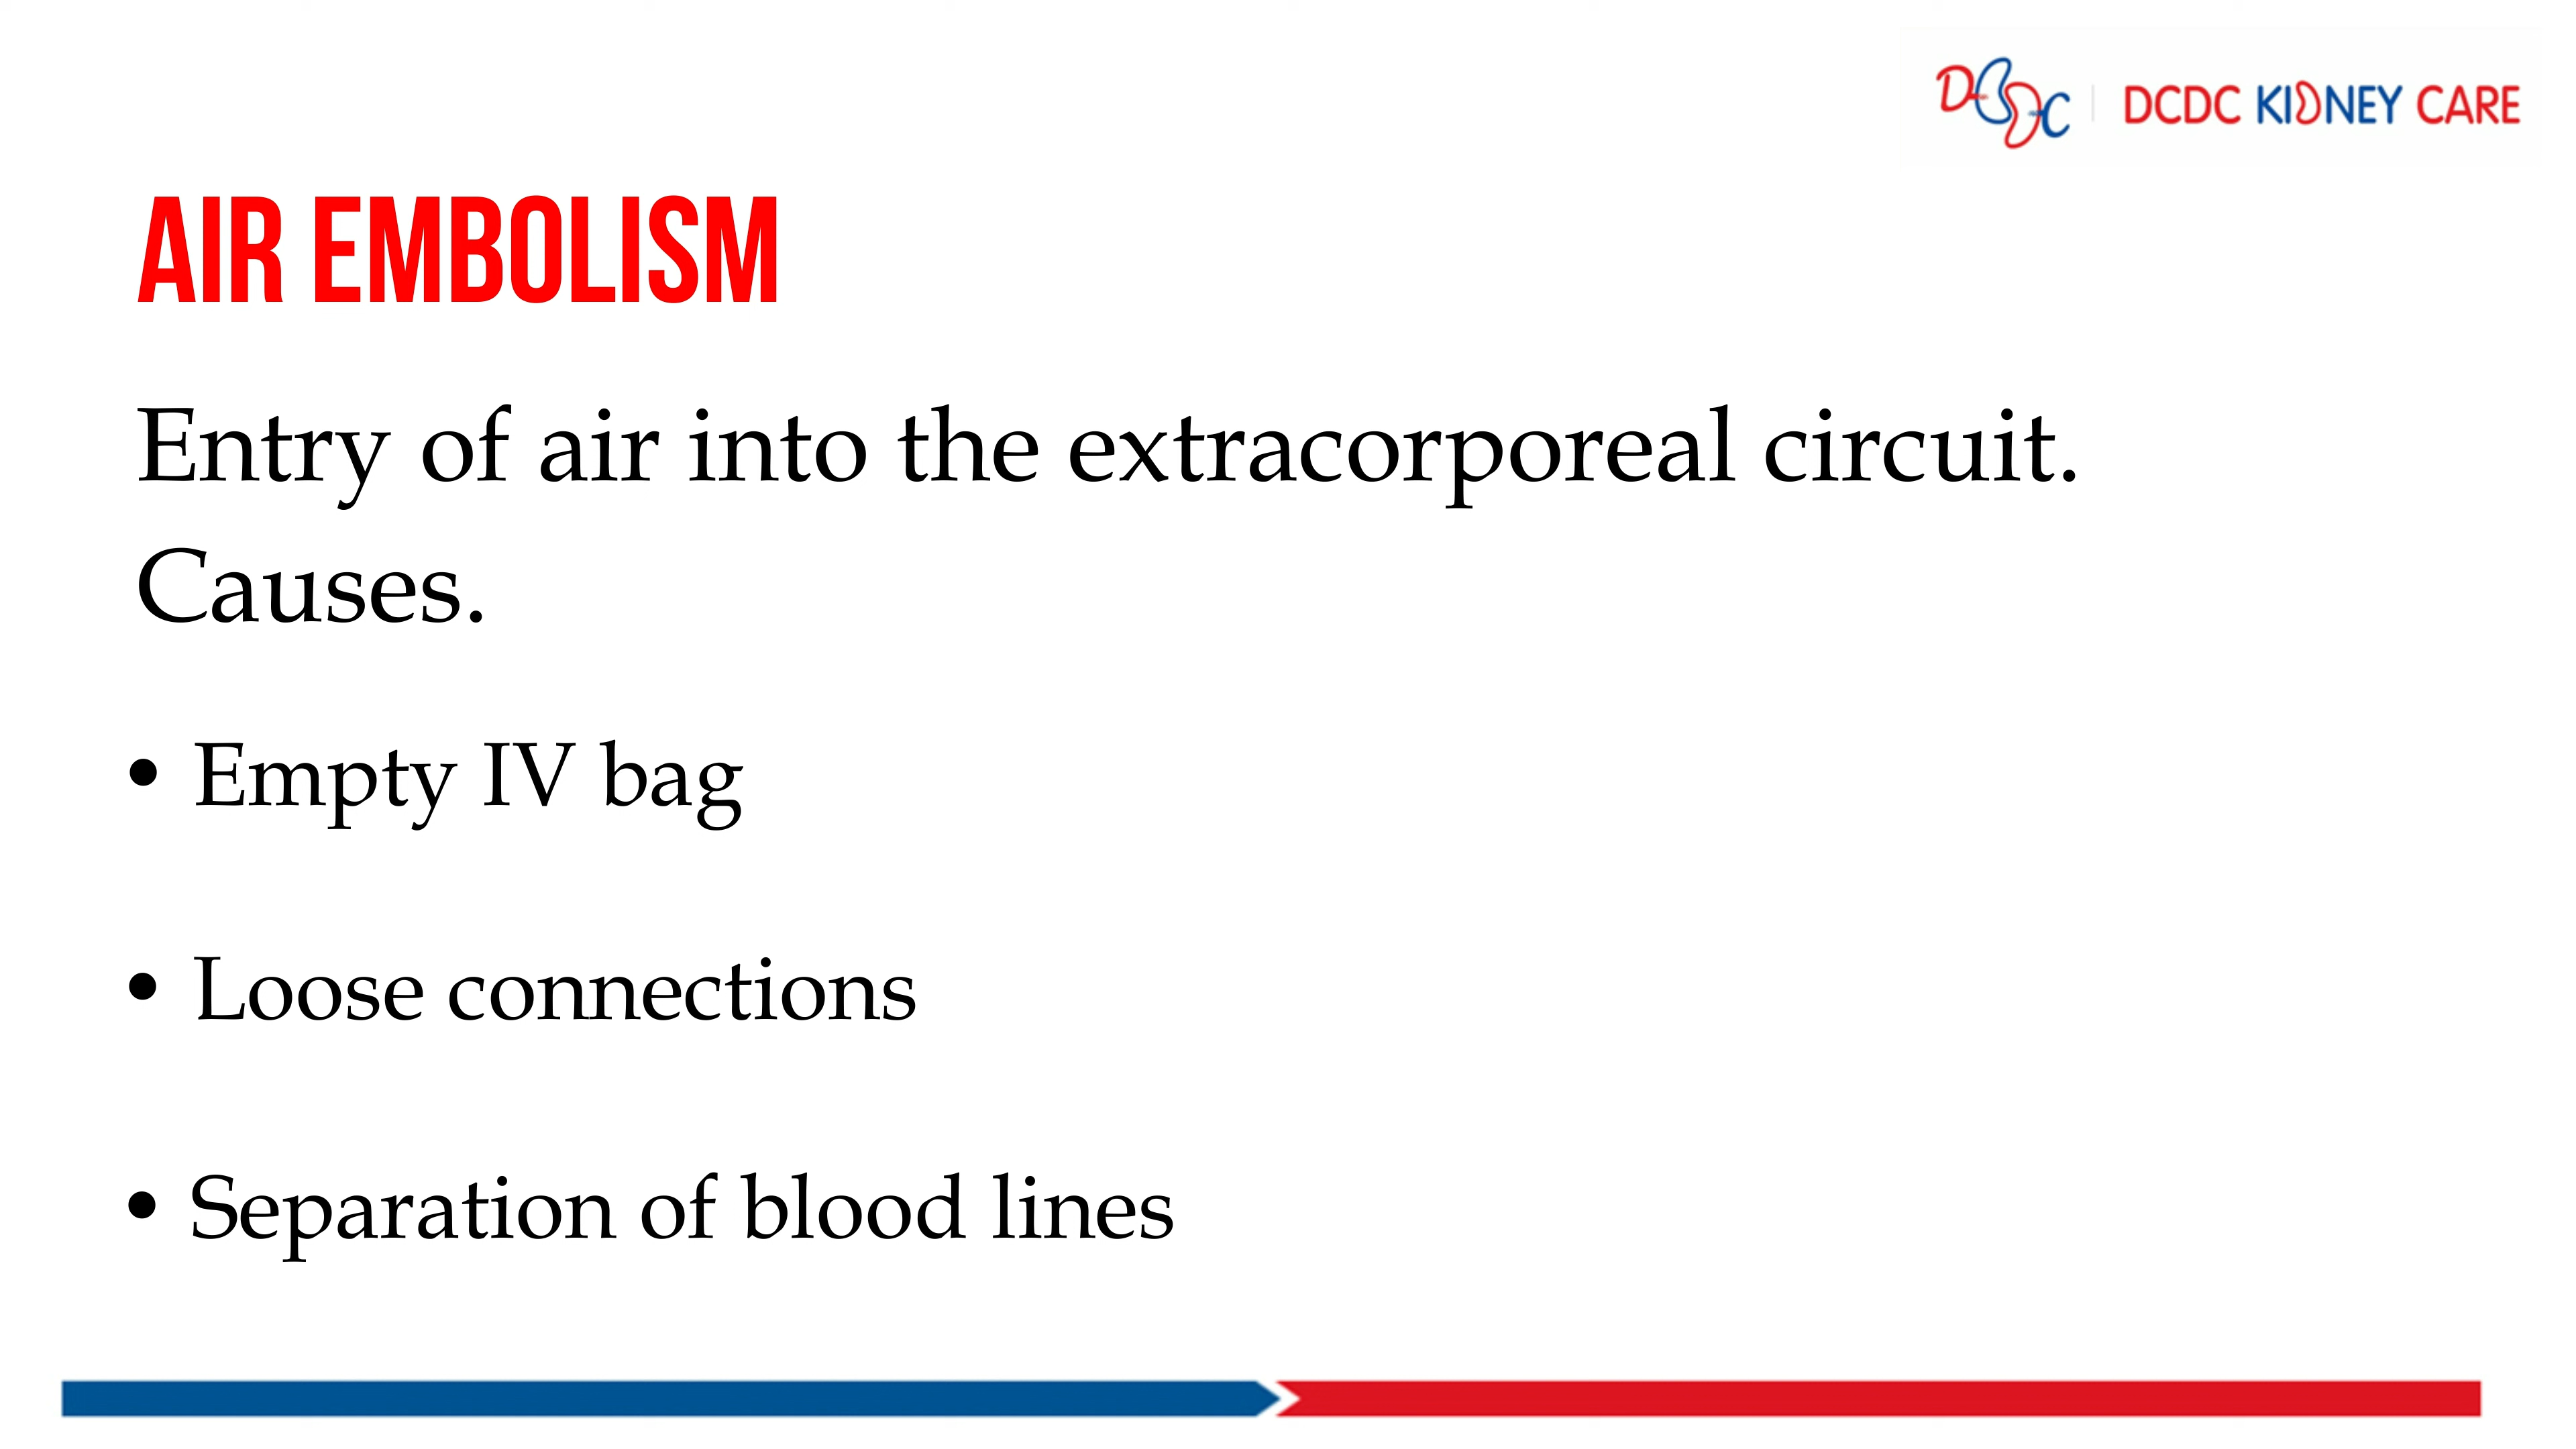 DCDC | DCDC KIDNEY CARE
AIR EMBOLISM
Entry of air into the extracorporeal circuit.
Causes.
• Empty IV bag
• Loose connections
• Separation of blood lines